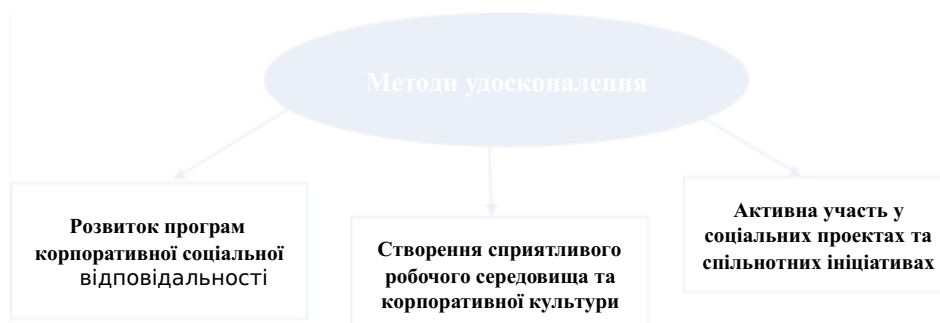 Методи удосконалення
Розвиток програм
корпоративної соціальної
відповідальності
Створення сприятливого
робочого середовища та
корпоративної культури
Активна участь у
соціальних проектах та
спільнотних ініціативах